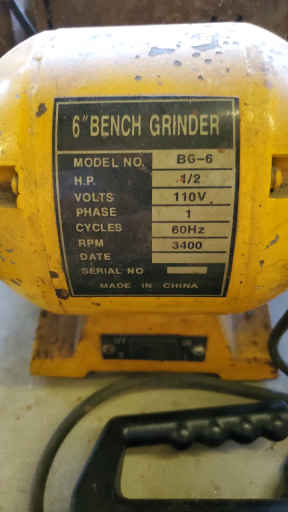 6" BENCH GRINDER
MODEL NO. BG-6
H.P. 1/2
VOLTS 110V
PHASE 1
CYCLES 60Hz
RPM 3400
DATE
SERIAL NO
MADE IN CHINA